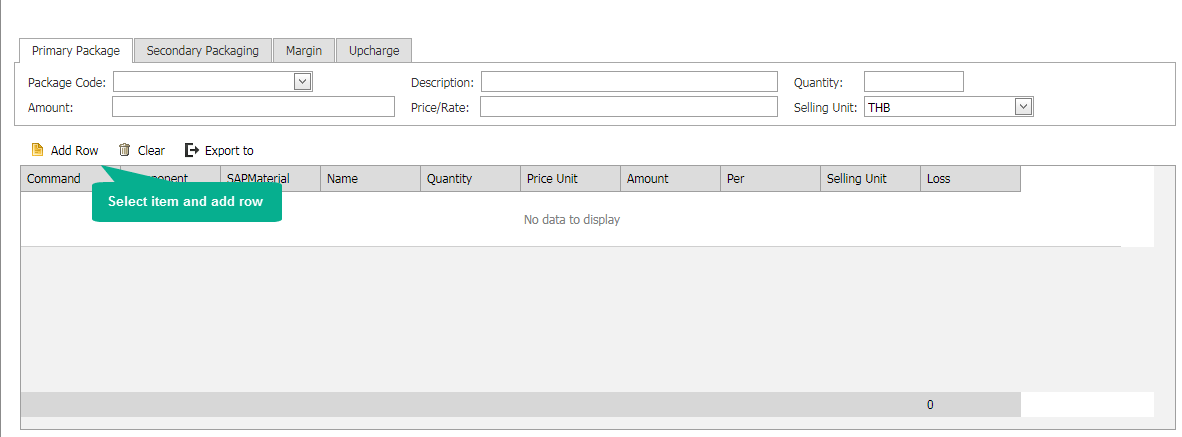 Primary Package Secondary Packaging Margin Upcharge
Package Code: Description: Quantity:
Amount: Price/Rate: Selling Unit: THB
Add Row Clear Export to
Command SAPMaterial Name Quantity Price Unit Amount Per Selling Unit Loss
Select item and add row
No data to display
0